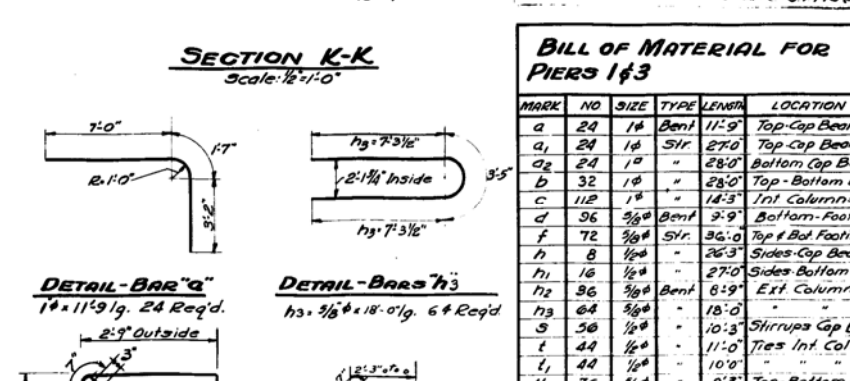 SECTION K-K
Scale: ½"=1'-0"
7'-0"
1'-7"
R=1'-0"
3'-2"
DETAIL-BAR "a"
1"ϕ x 11'-9 lg. 24 Req'd.
2'-9" Outside
7"
3"
h3 = 7'-3½"
2'-1¾" Inside
3'-5"
h3 = 7'-3½"
DETAIL-BARS "h3"
h3 = 5/8"ϕ x 18'-0 lg. 64 Req'd
2'-3" o to o
BILL OF MATERIAL FOR
PIERS 1 & 3
MARK NO SIZE TYPE LENGTH LOCATION
a 24 1ϕ Bent 11'-9" Top-Cap
a1 24 1ϕ Str. 27'-0" Top-Cap
a2 24 1▫ " 28'-0" Bottom Cap
b 32 1ϕ " 28'-0" Top-Bottom
c 112 1ϕ " 14'-3" Int. Column
d 96 5/8ϕ Bent 9'-9" Bottom-
f 72 5/8ϕ Str. 36'-0 Top & Bot.
h 8 1/2ϕ " 26'-3" Sides-Cap
h1 16 1/2ϕ " 27'-0" Sides-Bottom
h2 96 5/8ϕ Bent 8'-9" Ext. Column
h3 64 5/8ϕ " 18'-0" " "
s 56 1/2ϕ " 10'-3" Stirrups Cap
t 44 1/2ϕ " 11'-0" Ties Int. Col
t1 44 1/2ϕ " 10'0" " " "